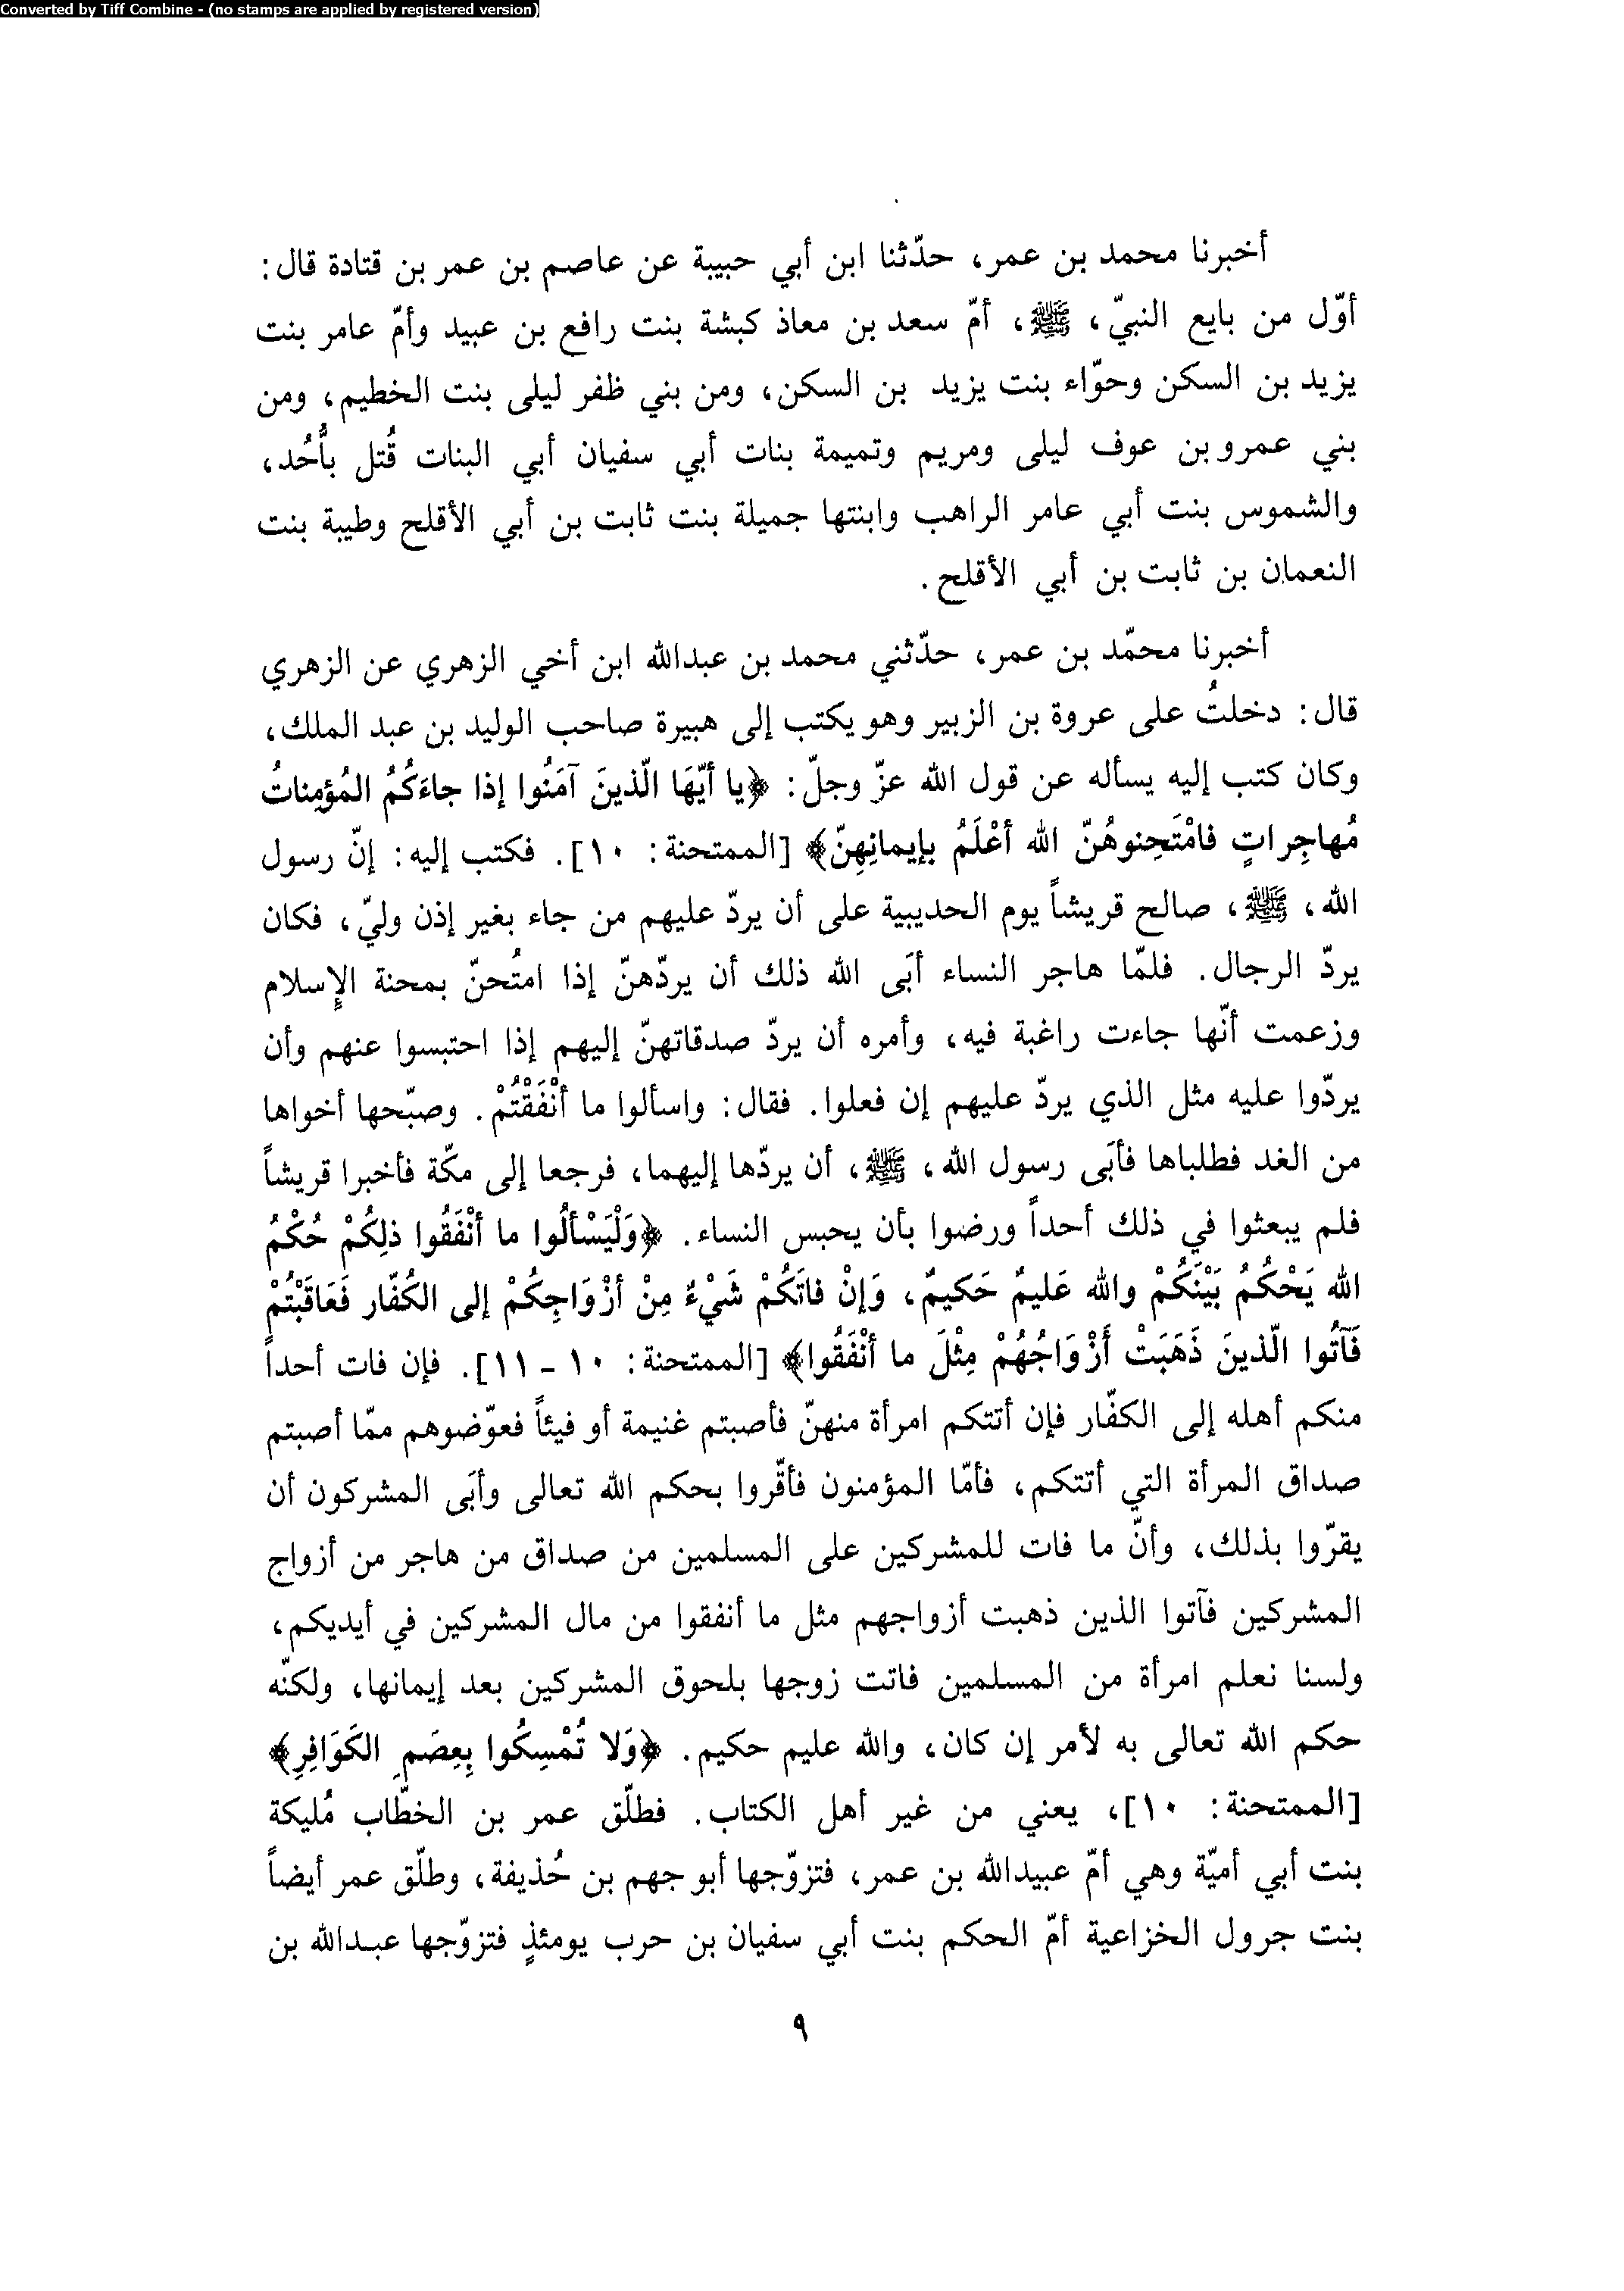 Converted by Tiff Combine - (no stamps are applied by registered version)
أخبرنا محمد بن عمر، حدّثنا ابن أبي حبيبة عن عاصم بن عمر بن قتادة قال:
أوّل من بايع النبيّ، ﷺ، أمّ سعد بن معاذ كبشة بنت رافع بن عبيد وأمّ عامر بنت
يزيد بن السكن وحوّاء بنت يزيد بن السكن، ومن بني ظفر ليلى بنت الخطيم، ومن
بني عمرو بن عوف ليلى ومريم وتميمة بنات أبي سفيان أبي البنات قُتل بأُحُد،
والشموس بنت أبي عامر الراهب وابنتها جميلة بنت ثابت بن أبي الأقلح وطيبة بنت
النعمان بن ثابت بن أبي الأقلح.
أخبرنا محمّد بن عمر، حدّثني محمد بن عبدالله ابن أخي الزهري عن الزهري
قال: دخلتُ على عروة بن الزبير وهو يكتب إلى هبيرة صاحب الوليد بن عبد الملك،
وكان كتب إليه يسأله عن قول الله عزّ وجلّ: ﴿يا أيّهَا الّذينَ آمَنُوا إذا جاءَكُمُ المُؤمِناتُ
مُهاجِراتٍ فامْتَحِنوهُنّ الله أعْلَمُ بإيمانِهِنّ﴾ [الممتحنة: ١٠]. فكتب إليه: إنّ رسول
الله، ﷺ، صالح قريشاً يوم الحديبية على أن يردّ عليهم من جاء بغير إذن وليّ، فكان
يردّ الرجال. فلمّا هاجر النساء أبَى الله ذلك أن يردّهنّ إذا امتُحنّ بمحنة الإسلام
وزعمت أنّها جاءت راغبة فيه، وأمره أن يردّ صدقاتهنّ إليهم إذا احتبسوا عنهم وأن
يردّوا عليه مثل الذي يردّ عليهم إن فعلوا. فقال: واسألوا ما أنْفَقْتُمْ. وصبّحها أخواها
من الغد فطلباها فأبَى رسول الله، ﷺ، أن يردّها إليهما، فرجعا إلى مكّة فأخبرا قريشاً
فلم يبعثوا في ذلك أحداً ورضوا بأن يحبس النساء. ﴿وَلْيَسْألُوا ما أنْفَقُوا ذلِكُمْ حُكْمُ
الله يَحْكُمُ بَيْنَكُمْ والله عَليمٌ حَكيمٌ، وَإنْ فاتَكُمْ شَيْءٌ مِنْ أزْوَاجِكُمْ إلى الكُفّار فَعَاقَبْتُمْ
فَآتُوا الّذينَ ذَهَبَتْ أَزْوَاجُهُمْ مِثْلَ ما أنْفَقُوا﴾ [الممتحنة: ١٠ - ١١]. فإن فات أحداً
منكم أهله إلى الكفّار فإن أتتكم امرأة منهنّ فأصبتم غنيمة أو فيئاً فعوّضوهم ممّا أصبتم
صداق المرأة التي أتتكم، فأمّا المؤمنون فأقّروا بحكم الله تعالى وأبَى المشركون أن
يقرّوا بذلك، وأنّ ما فات للمشركين على المسلمين من صداق من هاجر من أزواج
المشركين فآتوا الذين ذهبت أزواجهم مثل ما أنفقوا من مال المشركين في أيديكم،
ولسنا نعلم امرأة من المسلمين فاتت زوجها بلحوق المشركين بعد إيمانها، ولكنّه
حكم الله تعالى به لأمر إن كان، والله عليم حكيم. ﴿وَلا تُمْسِكُوا بِعِصَمِ الكَوَافِرِ﴾
[الممتحنة: ١٠]، يعني من غير أهل الكتاب. فطلّق عمر بن الخطّاب مُليكة
بنت أبي أميّة وهي أمّ عبيدالله بن عمر، فتزوّجها أبو جهم بن حُذيفة، وطلّق عمر أيضاً
بنت جرول الخزاعية أمّ الحكم بنت أبي سفيان بن حرب يومئذٍ فتزوّجها عبدالله بن
٩